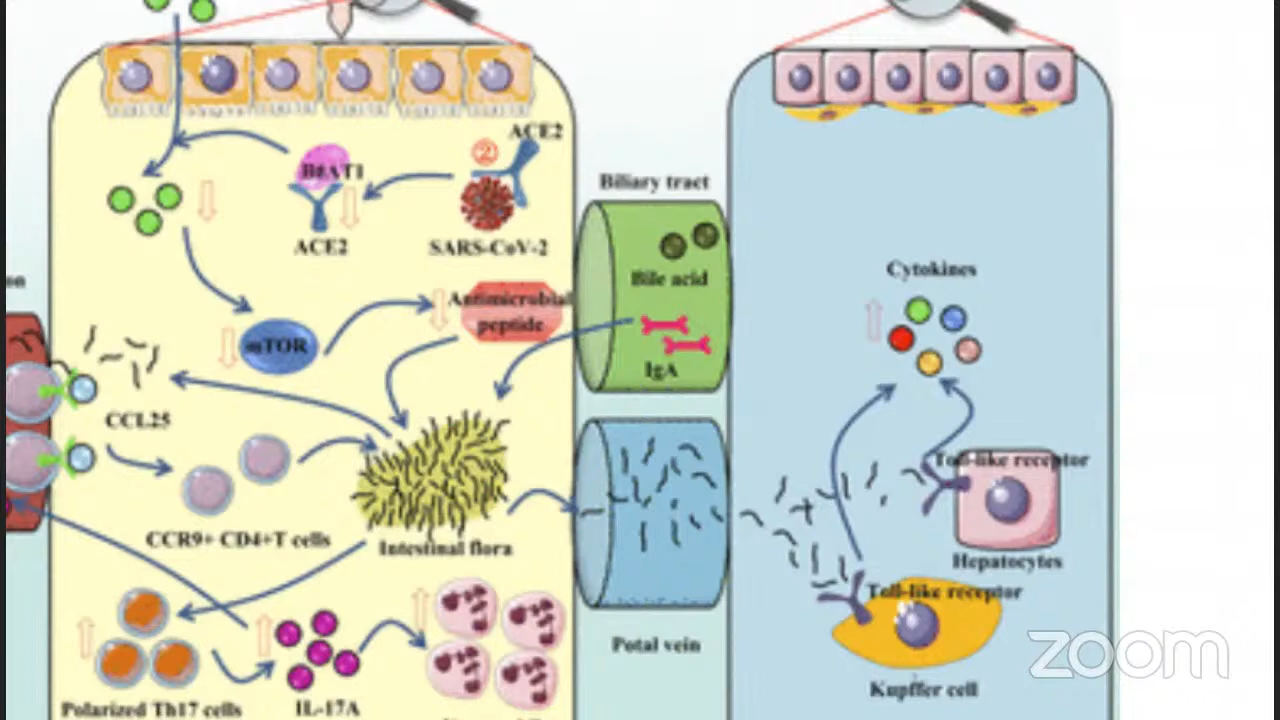 ACE2
②
B0AT1
Biliary tract
ACE2
SARS-CoV-2
Bile acid
Cytokines
on
Antimicrobial
peptide
mTOR
IgA
CCL25
Toll-like receptor
CCR9+ CD4+T cells
Intestinal flora
Hepatocytes
Toll-like receptor
Potal vein
Kupffer cell
Polarized Th17 cells
IL-17A
zoom